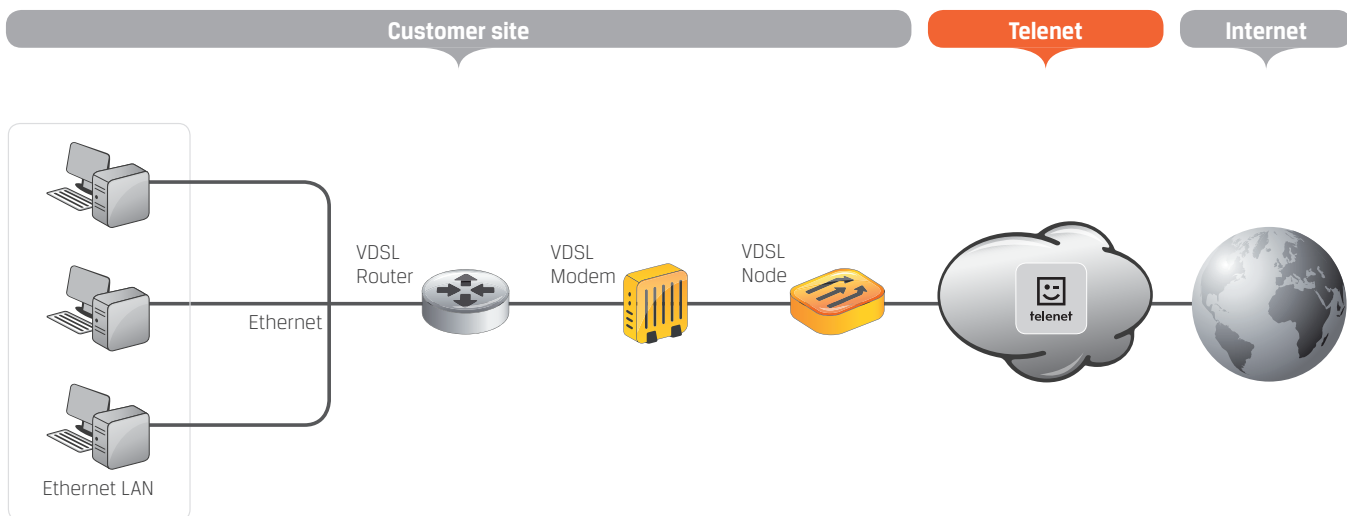 Customer site
Telenet
Internet
VDSL
Router
VDSL
Modem
VDSL
Node
Ethernet
telenet
Ethernet LAN